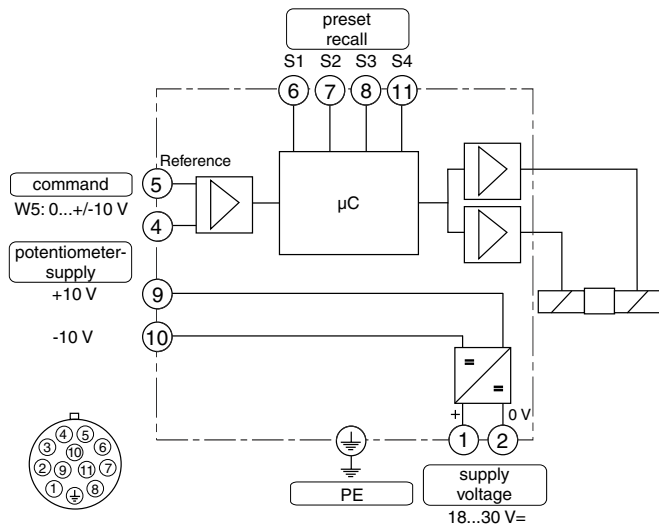 preset
recall
S1 S2 S3 S4
6 7 8 11
Reference
5
command
W5: 0...+/-10 V
4
µC
potentiometer-
supply
+10 V
9
-10 V
10
=
=
+ 0 V
1 2
PE
supply
voltage
18...30 V=
4 5
3 10 6
2 9 11 7
1 8